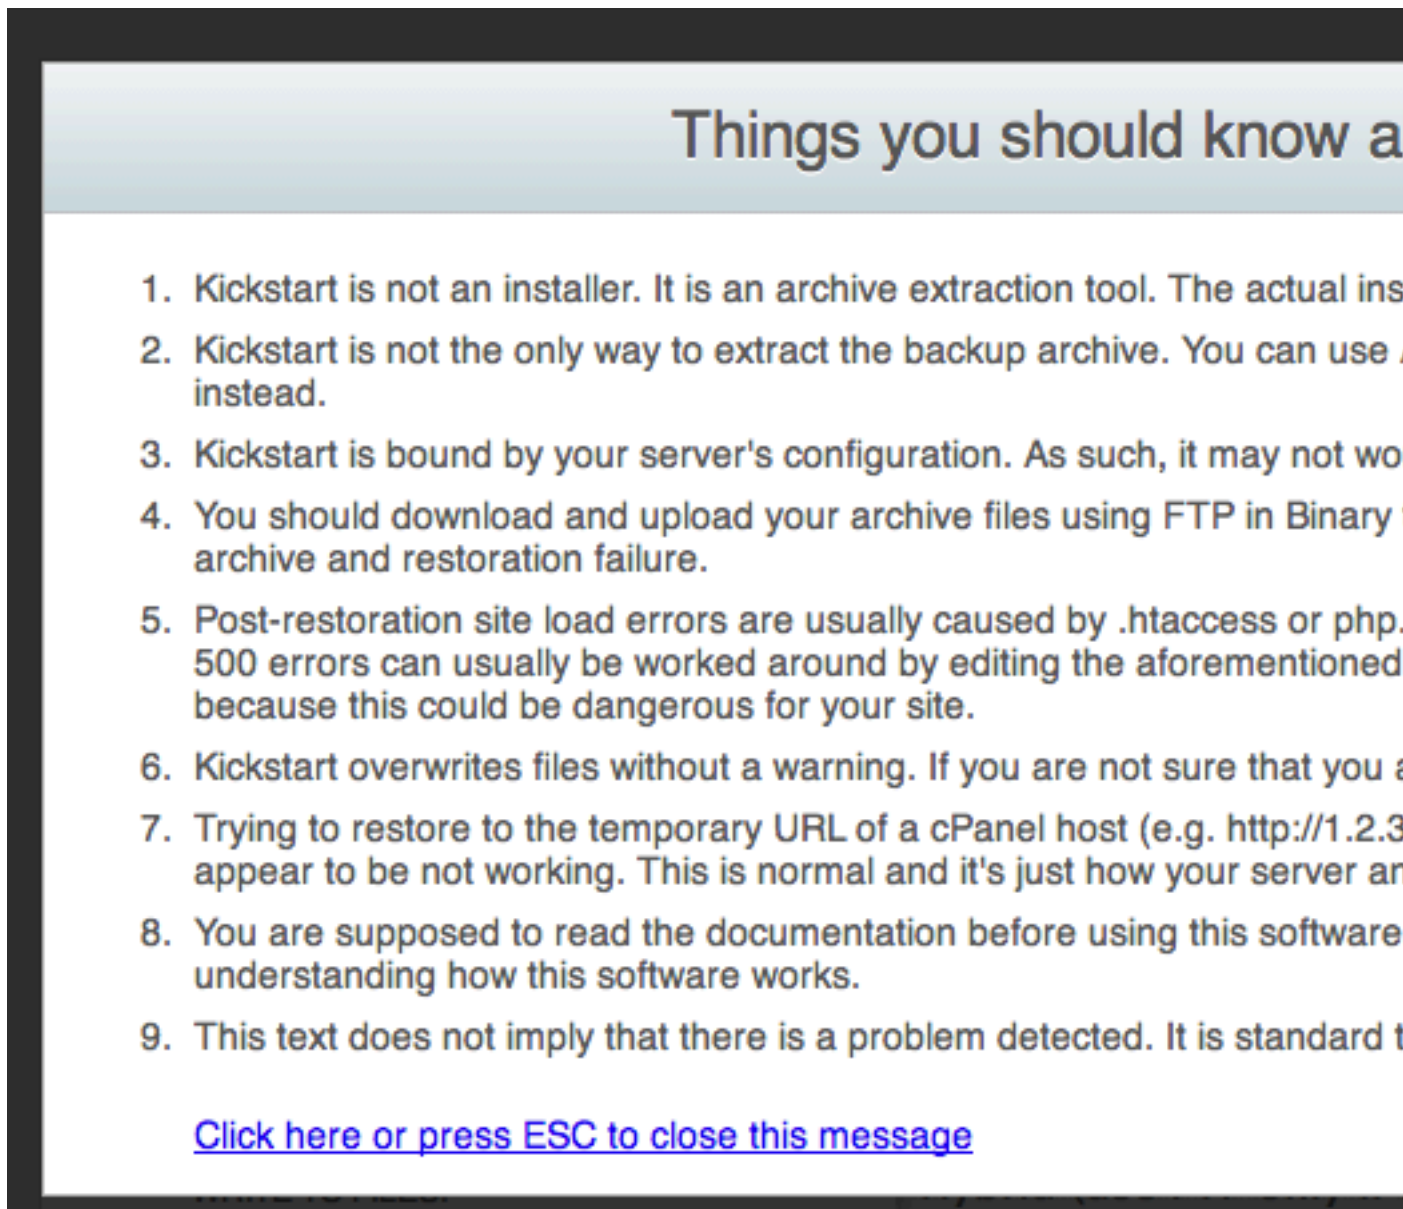 Things you should know a
1. Kickstart is not an installer. It is an archive extraction tool. The actual ins
2. Kickstart is not the only way to extract the backup archive. You can use
instead.
3. Kickstart is bound by your server's configuration. As such, it may not wo
4. You should download and upload your archive files using FTP in Binary
archive and restoration failure.
5. Post-restoration site load errors are usually caused by .htaccess or php.
500 errors can usually be worked around by editing the aforementioned
because this could be dangerous for your site.
6. Kickstart overwrites files without a warning. If you are not sure that you a
7. Trying to restore to the temporary URL of a cPanel host (e.g. http://1.2.3
appear to be not working. This is normal and it's just how your server an
8. You are supposed to read the documentation before using this software
understanding how this software works.
9. This text does not imply that there is a problem detected. It is standard t
Click here or press ESC to close this message